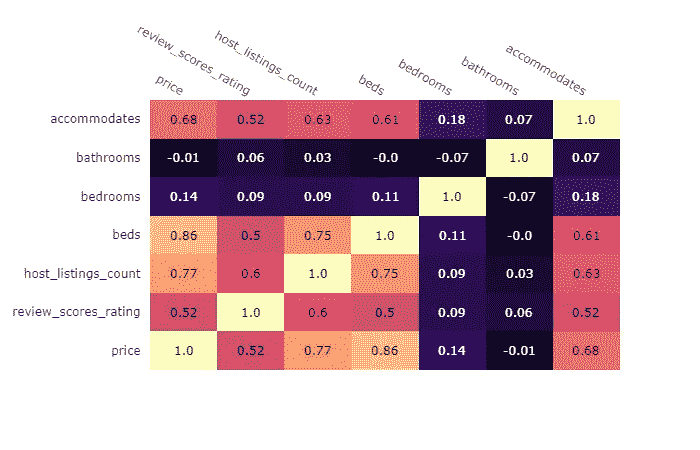 price review_scores_rating host_listings_count beds bedrooms bathrooms accommodates
accommodates 0.68 0.52 0.63 0.61 0.18 0.07 1.0
bathrooms -0.01 0.06 0.03 -0.0 -0.07 1.0 0.07
bedrooms 0.14 0.09 0.09 0.11 1.0 -0.07 0.18
beds 0.86 0.5 0.75 1.0 0.11 -0.0 0.61
host_listings_count 0.77 0.6 1.0 0.75 0.09 0.03 0.63
review_scores_rating 0.52 1.0 0.6 0.5 0.09 0.06 0.52
price 1.0 0.52 0.77 0.86 0.14 -0.01 0.68